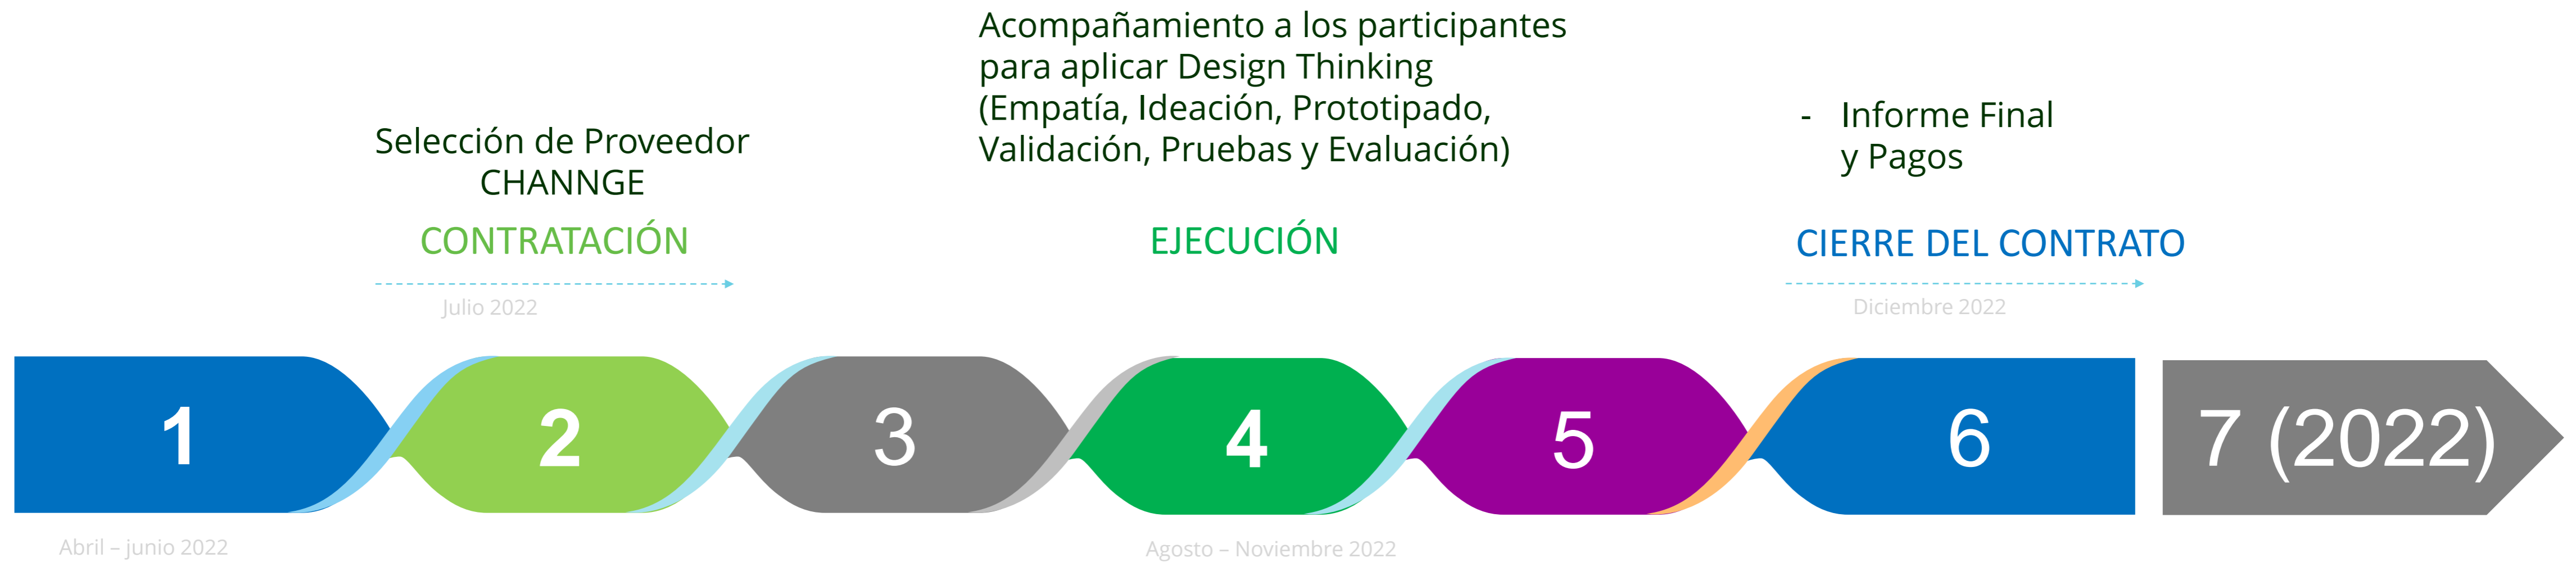 Selección de Proveedor
CHANNGE
CONTRATACIÓN
Julio 2022
Acompañamiento a los participantes
para aplicar Design Thinking
(Empatía, Ideación, Prototipado,
Validación, Pruebas y Evaluación)
EJECUCIÓN
- Informe Final
y Pagos
CIERRE DEL CONTRATO
Diciembre 2022
1
2
3
4
5
6
7 (2022)
Abril – junio 2022
Agosto – Noviembre 2022